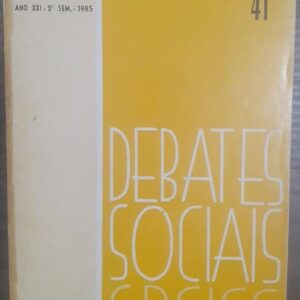 ANO XXI - 2º SEM. - 1985
41
DEBATES
SOCIAIS